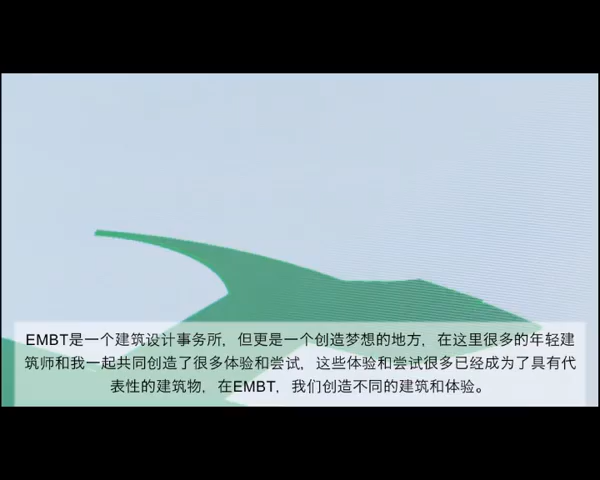 EMBT是一个建筑设计事务所，但更是一个创造梦想的地方，在这里很多的年轻建
筑师和我一起共同创造了很多体验和尝试，这些体验和尝试很多已经成为了具有代
表性的建筑物，在EMBT，我们创造不同的建筑和体验。